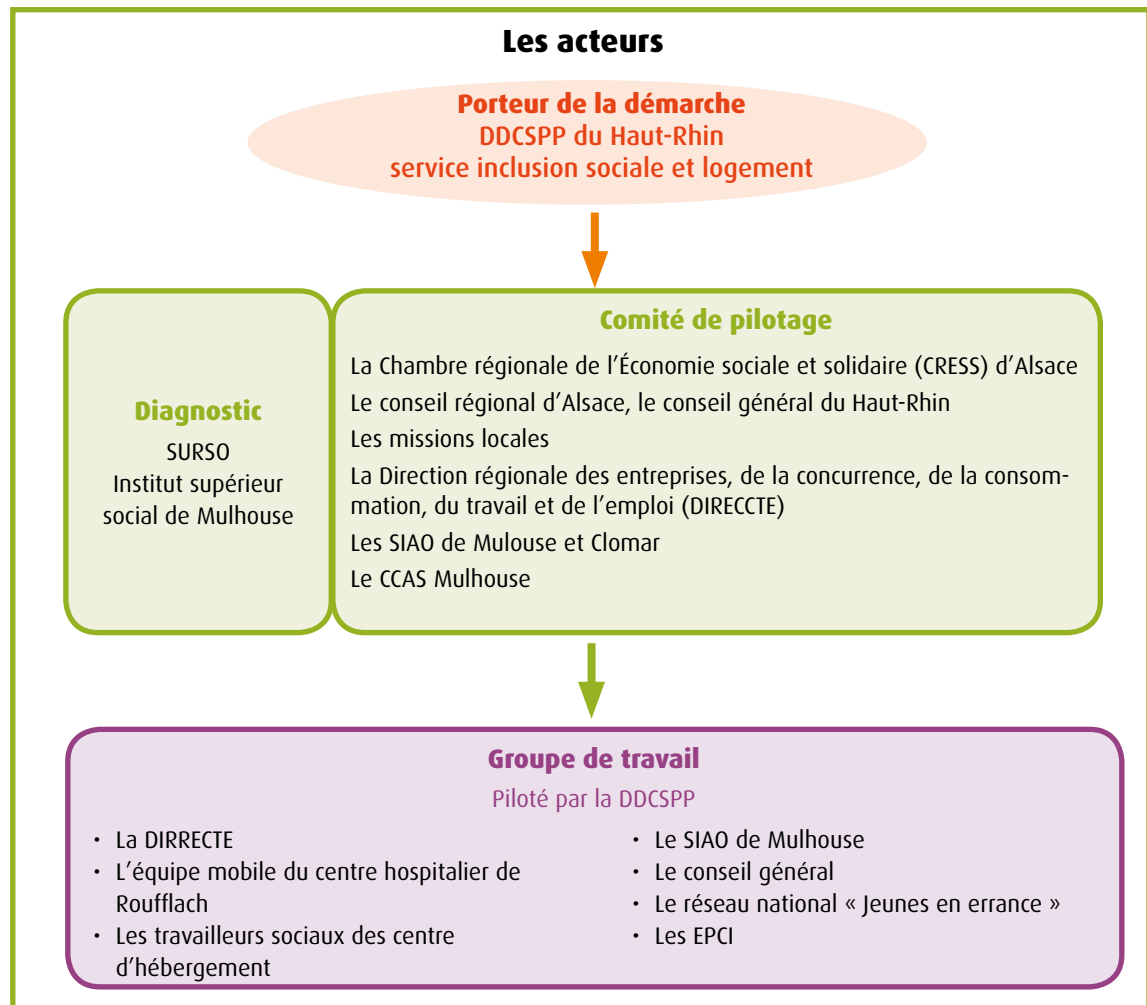 Les acteurs
Porteur de la démarche
DDCSPP du Haut-Rhin
service inclusion sociale et logement
Diagnostic
SURSO
Institut supérieur
social de Mulhouse
Comité de pilotage
La Chambre régionale de l'Économie sociale et solidaire (CRESS) d'Alsace
Le conseil régional d'Alsace, le conseil général du Haut-Rhin
Les missions locales
La Direction régionale des entreprises, de la concurrence, de la consom-
mation, du travail et de l'emploi (DIRECCTE)
Les SIAO de Mulouse et Clomar
Le CCAS Mulhouse
Groupe de travail
Piloté par la DDCSPP
• La DIRRECTE
• L'équipe mobile du centre hospitalier de
Roufflach
• Les travailleurs sociaux des centre
d'hébergement
• Le SIAO de Mulhouse
• Le conseil général
• Le réseau national « Jeunes en errance »
• Les EPCI